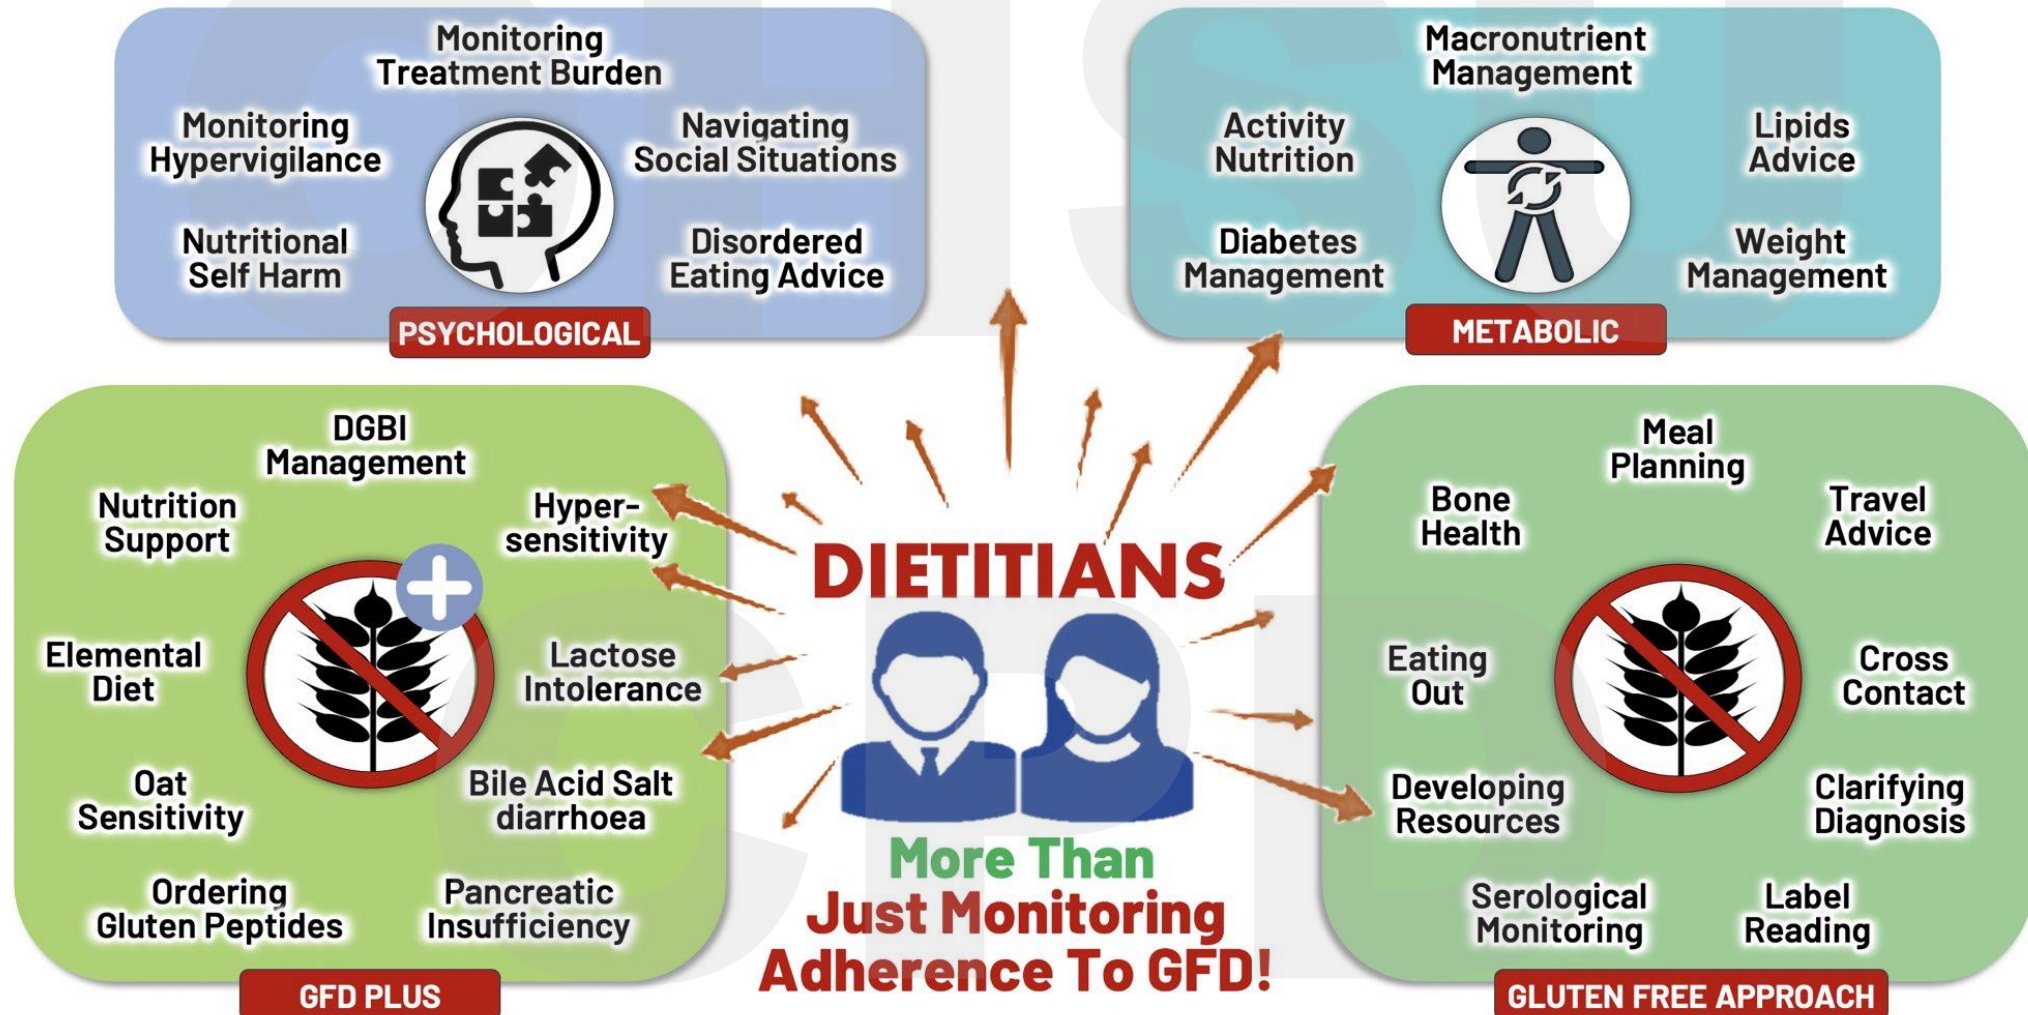 Monitoring
Treatment Burden
Monitoring
Hypervigilance
Navigating
Social Situations
Nutritional
Self Harm
Disordered
Eating Advice
PSYCHOLOGICAL
Macronutrient
Management
Activity
Nutrition
Lipids
Advice
Diabetes
Management
Weight
Management
METABOLIC
DGBI
Management
Nutrition
Support
Hyper-
sensitivity
Elemental
Diet
Lactose
Intolerance
Oat
Sensitivity
Bile Acid Salt
diarrhoea
Ordering
Gluten Peptides
Pancreatic
Insufficiency
GFD PLUS
DIETITIANS
More Than
Just Monitoring
Adherence To GFD!
Meal
Planning
Bone
Health
Travel
Advice
Eating
Out
Cross
Contact
Developing
Resources
Clarifying
Diagnosis
Serological
Monitoring
Label
Reading
GLUTEN FREE APPROACH
OHSU
CPD